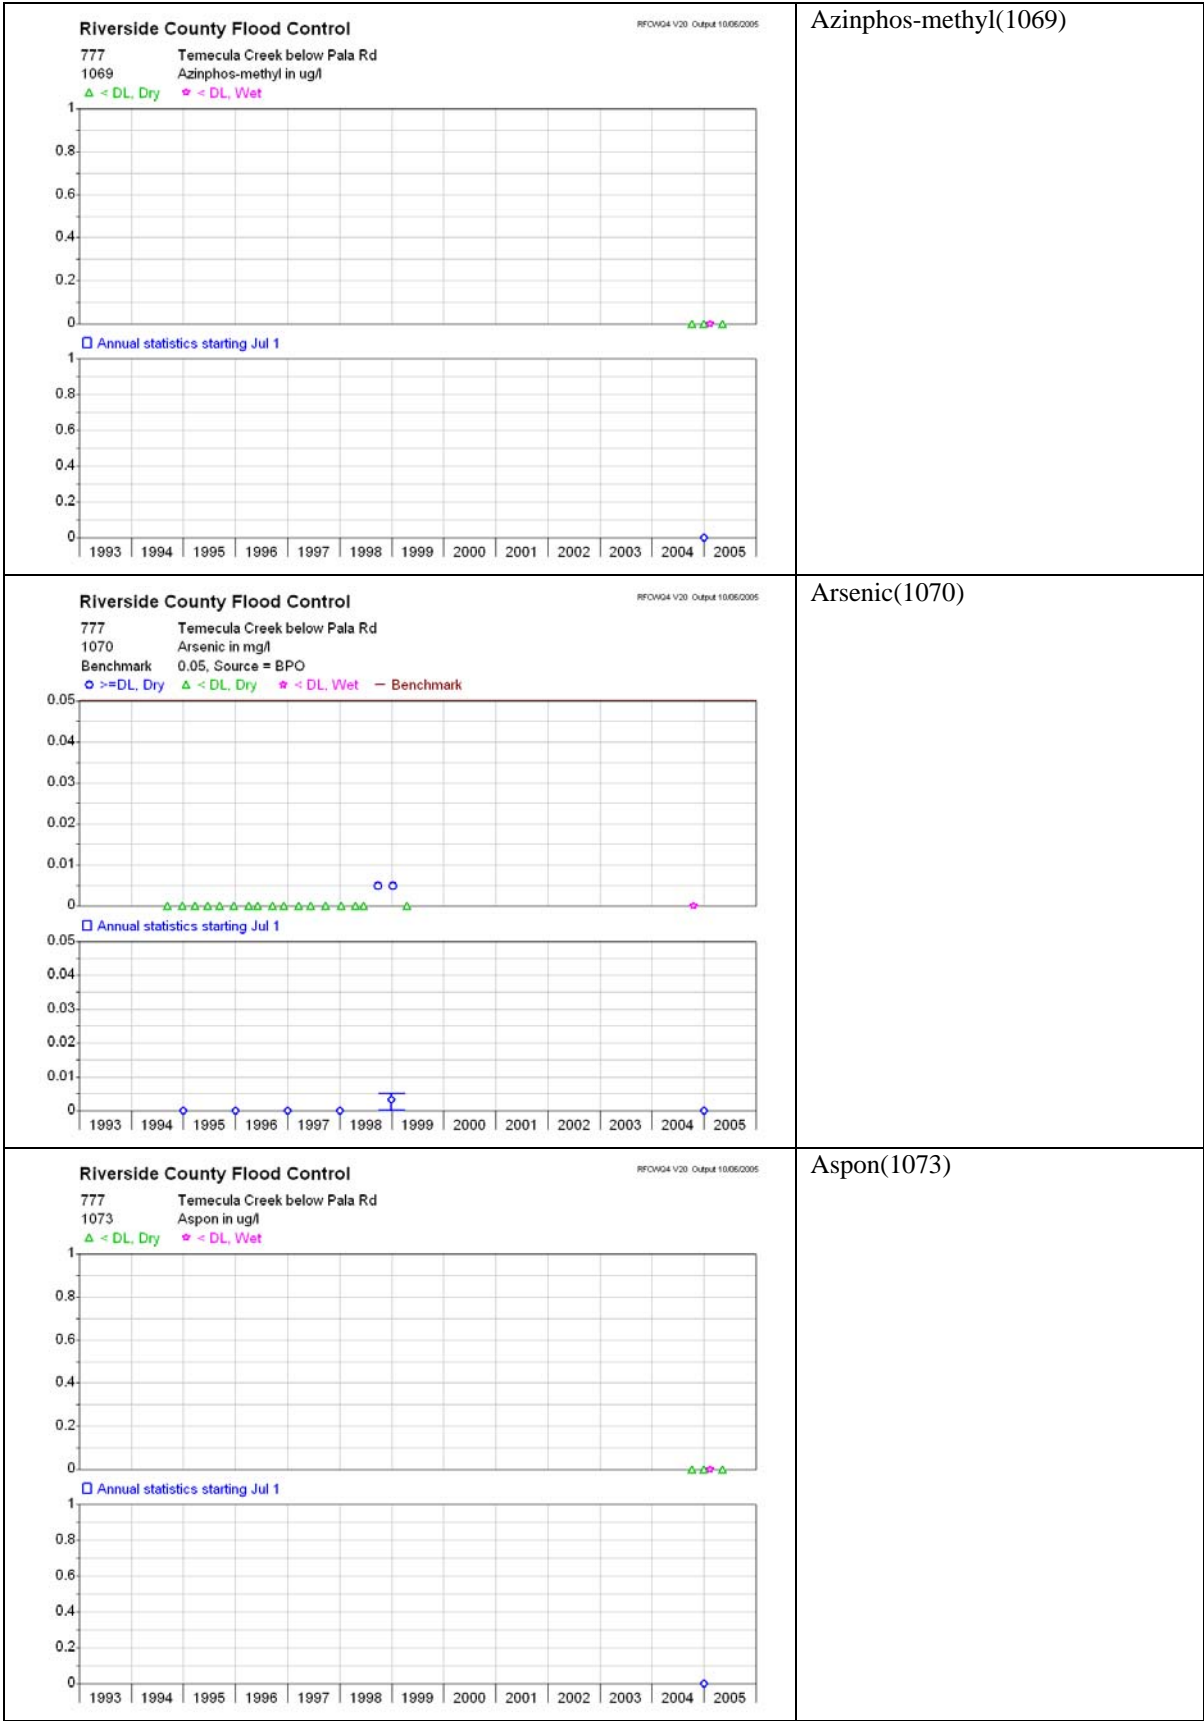 Riverside County Flood Control
RFCWQ4 V20 Output 10/06/2005
777 Temecula Creek below Pala Rd
1069 Azinphos-methyl in ug/l
< DL, Dry < DL, Wet
1
0.8
0.6
0.4
0.2
0
Annual statistics starting Jul 1
1
0.8
0.6
0.4
0.2
0
1993 1994 1995 1996 1997 1998 1999 2000 2001 2002 2003 2004 2005
Azinphos-methyl(1069)
Riverside County Flood Control
RFCWQ4 V20 Output 10/06/2005
777 Temecula Creek below Pala Rd
1070 Arsenic in mg/l
Benchmark 0.05, Source = BPO
>=DL, Dry < DL, Dry < DL, Wet Benchmark
0.05
0.04
0.03
0.02
0.01
0
Annual statistics starting Jul 1
0.05
0.04
0.03
0.02
0.01
0
1993 1994 1995 1996 1997 1998 1999 2000 2001 2002 2003 2004 2005
Arsenic(1070)
Riverside County Flood Control
RFCWQ4 V20 Output 10/06/2005
777 Temecula Creek below Pala Rd
1073 Aspon in ug/l
< DL, Dry < DL, Wet
1
0.8
0.6
0.4
0.2
0
Annual statistics starting Jul 1
1
0.8
0.6
0.4
0.2
0
1993 1994 1995 1996 1997 1998 1999 2000 2001 2002 2003 2004 2005
Aspon(1073)